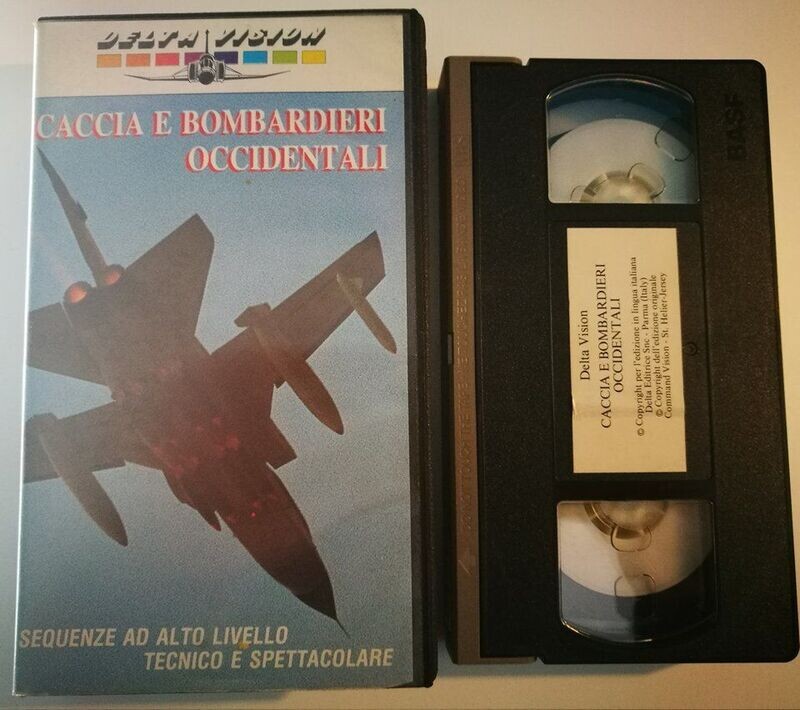 DELTA VISION
CACCIA E BOMBARDIERI
OCCIDENTALI
SEQUENZE AD ALTO LIVELLO
TECNICO E SPETTACOLARE
BASF
Delta Vision
CACCIA E BOMBARDIERI
OCCIDENTALI
© Copyright per l'edizione in lingua italiana
Delta Editrice Snc - Parma (Italy)
© Copyright dell'edizione originale
Command Vision - St. Helier-Jersey